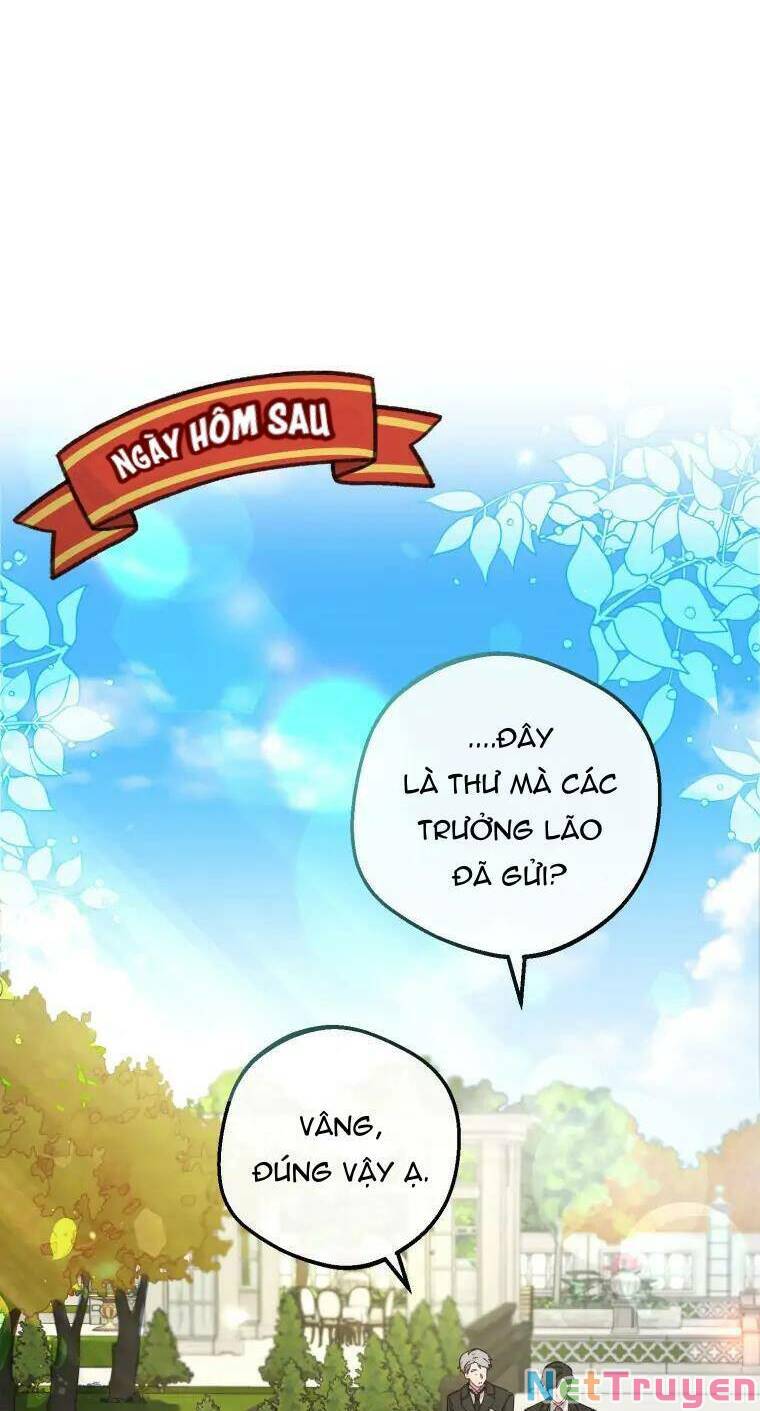 NGÀY HÔM SAU
....ĐÂY
LÀ THƯ MÀ CÁC
TRƯỞNG LÃO
ĐÃ GỬI?
VÂNG,
ĐÚNG VẬY Ạ.
NetTruyen